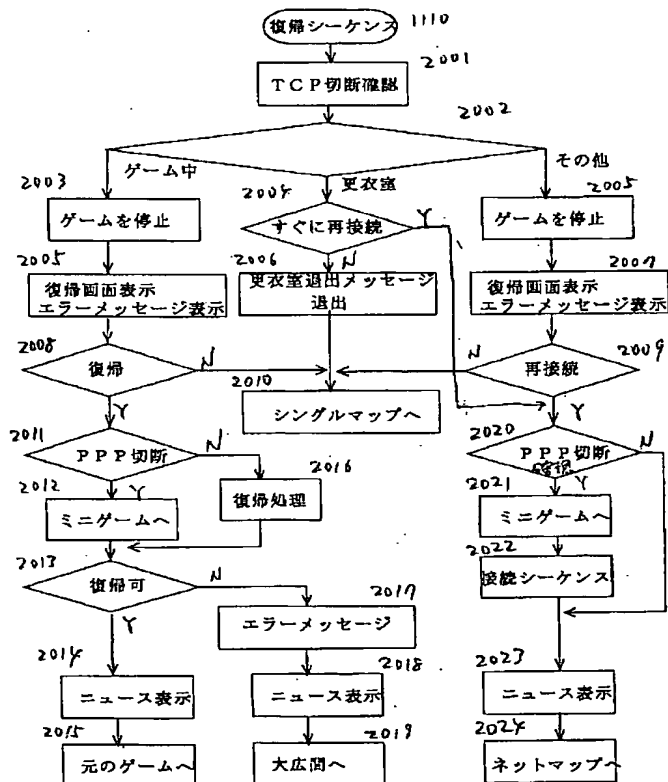 復帰シーケンス
1110
2001
TCP切断確認
2002
ゲーム中
更衣室
その他
2003
ゲームを停止
2004
すぐに再接続
Y
N
2005
ゲームを停止
2005
復帰画面表示
エラーメッセージ表示
2006
更衣室退出メッセージ
退出
2007
復帰画面表示
エラーメッセージ表示
2008
復帰
N
Y
2009
再接続
N
Y
2010
シングルマップへ
2011
PPP切断
N
Y
2012
ミニゲームへ
2016
復帰処理
2020
PPP切断
確認
N
Y
2021
ミニゲームへ
2022
接続シーケンス
2013
復帰可
N
Y
2017
エラーメッセージ
2014
ニュース表示
2018
ニュース表示
2023
ニュース表示
2015
元のゲームへ
2019
大広間へ
2024
ネットマップへ